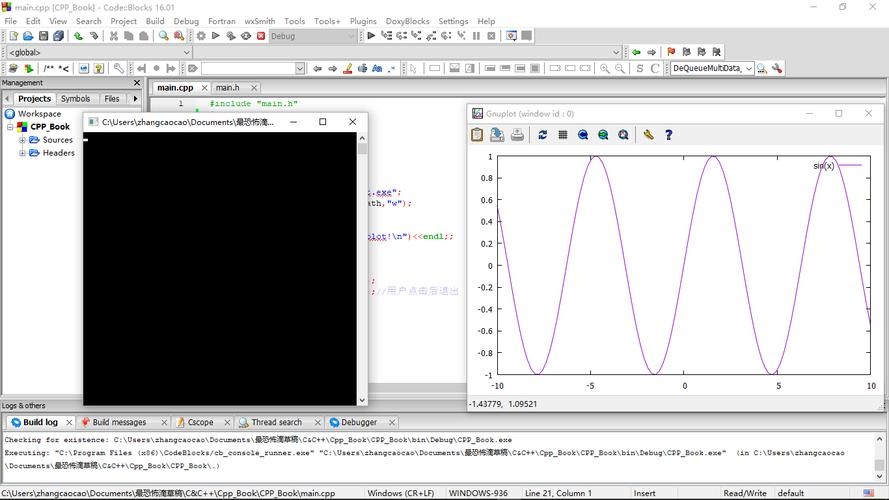 main.cpp [CPP_Book] - Code::Blocks 16.01
File Edit View Search Project Build Debug Fortran wxSmith Tools Tools+ Plugins DoxyBlocks Settings Help
Debug
<global>
/** *< Aa .* S C DeQueueMultiData_
Management
Projects Symbols Files
Workspace
CPP_Book
Sources
Headers
main.cpp main.h
1 #include "main.h"
C:\Users\zhangcaocao\Documents\最恐怖滴草...
t.exe";
ath,"w");
plot!\n")<<endl;;
;
;//用户点击后退出
Gnuplot (window id : 0)
1
0.8
0.6
0.4
0.2
0
-0.2
-0.4
-0.6
-0.8
-1
-10 -5 0 5 10
sin(x)
-1.43779, 1.09521
Logs & others
Build log Build messages Cscope Thread search Debugger
Checking for existence: C:\Users\zhangcaocao\Documents\最恐怖滴草稿\C&C++\Cpp_Book\CPP_Book\bin\Debug\CPP_Book.exe
Executing: "C:\Program Files (x86)\CodeBlocks/cb_console_runner.exe" "C:\Users\zhangcaocao\Documents\最恐怖滴草稿\C&C++\Cpp_Book\CPP_Book\bin\Debug\CPP_Book.exe" (in C:\Users\zhangcaocao
\Documents\最恐怖滴草稿\C&C++\Cpp_Book\CPP_Book\.)
C:\Users\zhangcaocao\Documents\最恐怖滴草稿\C&C++\Cpp_Book\CPP_Book\main.cpp Windows (CR+LF) WINDOWS-936 Line 21, Column 1 Insert Read/Write default